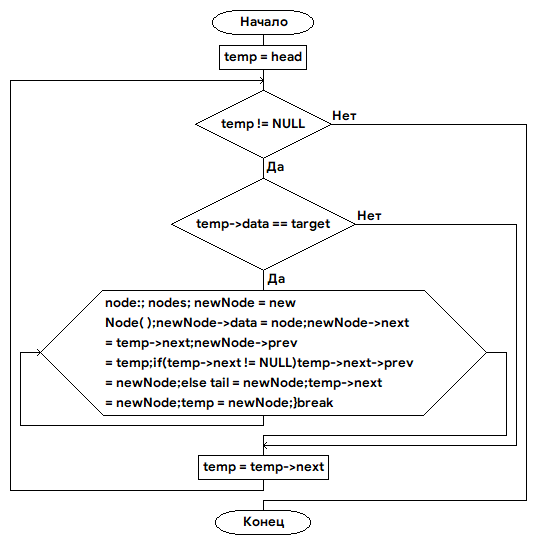 Начало
temp = head
temp != NULL
Нет
Да
temp->data == target
Нет
Да
node:; nodes; newNode = new
Node( );newNode->data = node;newNode->next
= temp->next;newNode->prev
= temp;if(temp->next != NULL)temp->next->prev
= newNode;else tail = newNode;temp->next
= newNode;temp = newNode;}break
temp = temp->next
Конец